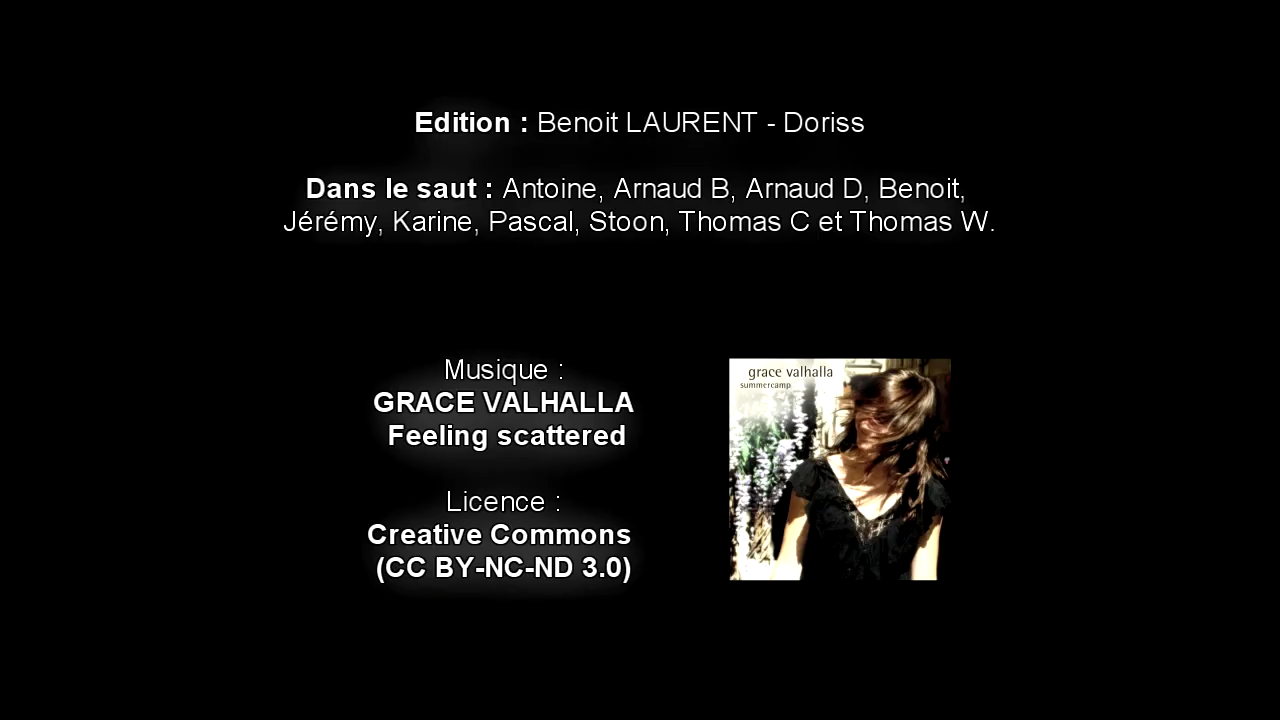 Edition : Benoit LAURENT - Doriss
Dans le saut : Antoine, Arnaud B, Arnaud D, Benoit,
Jérémy, Karine, Pascal, Stoon, Thomas C et Thomas W.
Musique :
GRACE VALHALLA
Feeling scattered
Licence :
Creative Commons
(CC BY-NC-ND 3.0)
grace valhalla
summercamp